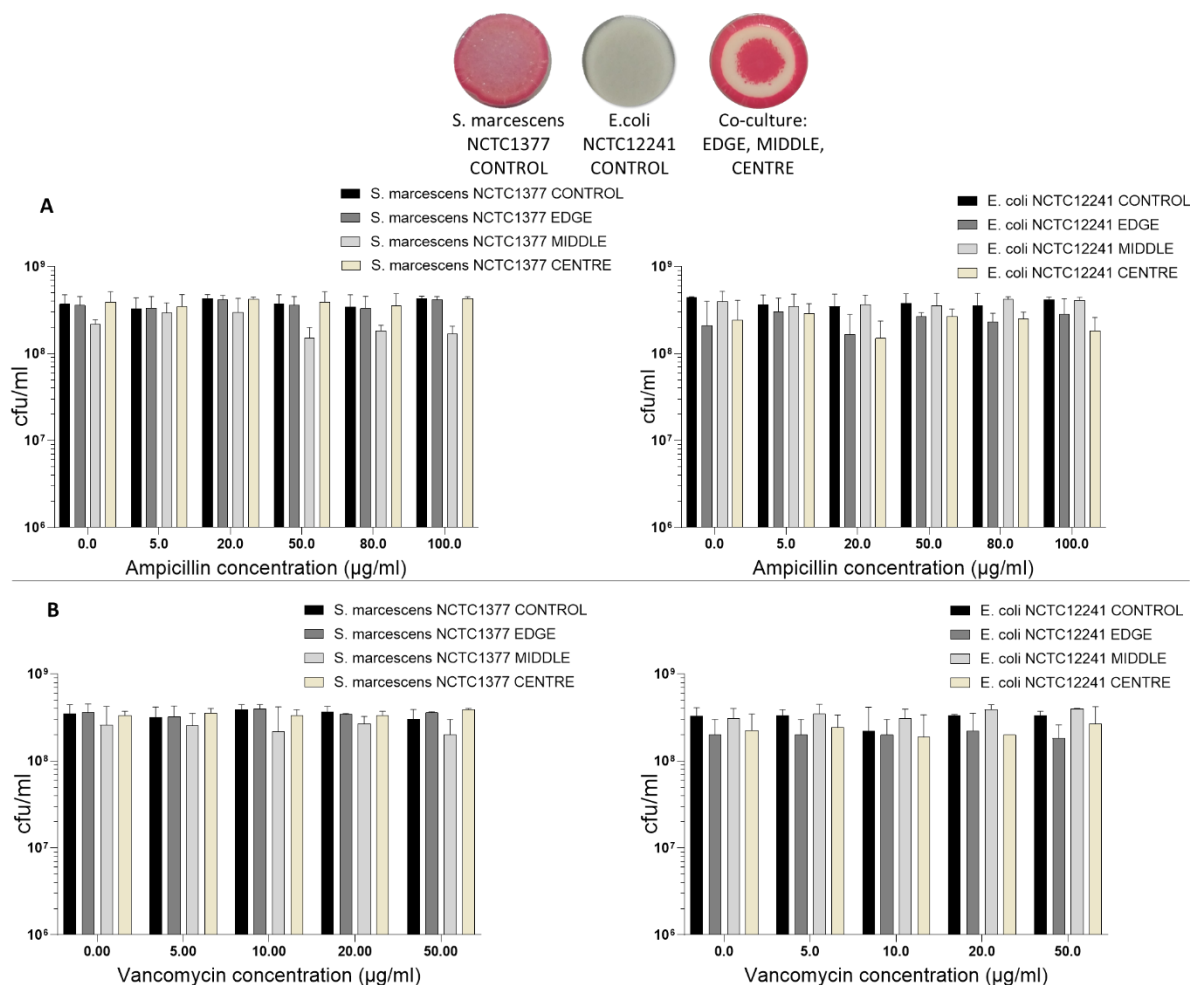 S. marcescens
NCTC1377
CONTROL
E.coli
NCTC12241
CONTROL
Co-culture:
EDGE, MIDDLE,
CENTRE
A
S. marcescens NCTC1377 CONTROL
S. marcescens NCTC1377 EDGE
S. marcescens NCTC1377 MIDDLE
S. marcescens NCTC1377 CENTRE
cfu/ml
10⁹
10⁸
10⁷
10⁶
0.0 5.0 20.0 50.0 80.0 100.0
Ampicillin concentration (µg/ml)
E. coli NCTC12241 CONTROL
E. coli NCTC12241 EDGE
E. coli NCTC12241 MIDDLE
E. coli NCTC12241 CENTRE
cfu/ml
10⁹
10⁸
10⁷
10⁶
0.0 5.0 20.0 50.0 80.0 100.0
Ampicillin concentration (µg/ml)
B
S. marcescens NCTC1377 CONTROL
S. marcescens NCTC1377 EDGE
S. marcescens NCTC1377 MIDDLE
S. marcescens NCTC1377 CENTRE
cfu/ml
10⁹
10⁸
10⁷
10⁶
0.00 5.00 10.00 20.00 50.00
Vancomycin concentration (µg/ml)
E. coli NCTC12241 CONTROL
E. coli NCTC12241 EDGE
E. coli NCTC12241 MIDDLE
E. coli NCTC12241 CENTRE
cfu/ml
10⁹
10⁸
10⁷
10⁶
0.0 5.0 10.0 20.0 50.0
Vancomycin concentration (µg/ml)